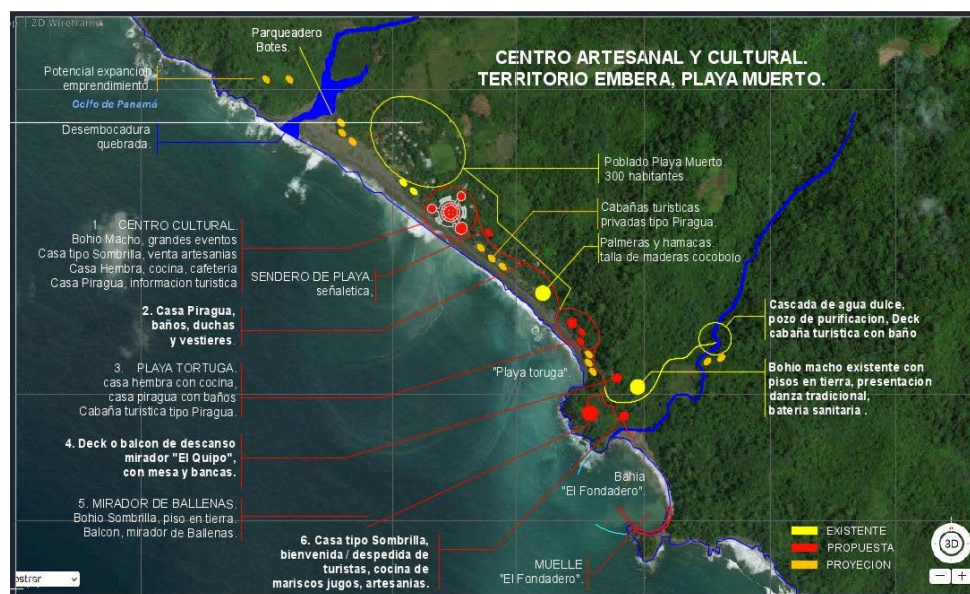 2D Wireframe
CENTRO ARTESANAL Y CULTURAL.
TERRITORIO EMBERA, PLAYA MUERTO.
Parqueadero
Botes.
Potencial expancion
emprendimiento.
Golfo de Panamá
Desembocadura
quebrada.
Poblado Playa Muerto.
300 habitantes
Cabañas turisticas
privadas tipo Piragua.
Palmeras y hamacas.
talla de maderas cocobolo
1. CENTRO CULTURAL.
Bohio Macho, grandes eventos
Casa tipo Sombrilla, venta artesanias
Casa Hembra, cocina, cafeteria
Casa Piragua, informacion turistica
SENDERO DE PLAYA.
señaletica,
2. Casa Piragua,
baños, duchas
y vestieres.
Cascada de agua dulce,
pozo de purificacion, Deck
cabaña turistica con baño
3. PLAYA TORTUGA.
casa hembra con cocina,
casa piragua con baños
Cabaña turistica tipo Piragua.
"Playa toruga".
Bohio macho existente con
pisos en tierra, presentacion
danza tradicional,
bateria sanitaria .
4. Deck o balcon de descanso
mirador "El Quipo",
con mesa y bancas.
Bahia
"El Fondadero".
5. MIRADOR DE BALLENAS.
Bohio Sombrilla, piso en tierra.
Balcon, mirador de Ballenas.
6. Casa tipo Sombrilla,
bienvenida / despedida de
turistas, cocina de
mariscos jugos, artesanias.
MUELLE
"El Fondadero".
EXISTENTE
PROPUESTA
PROYECION
3D
ostrar